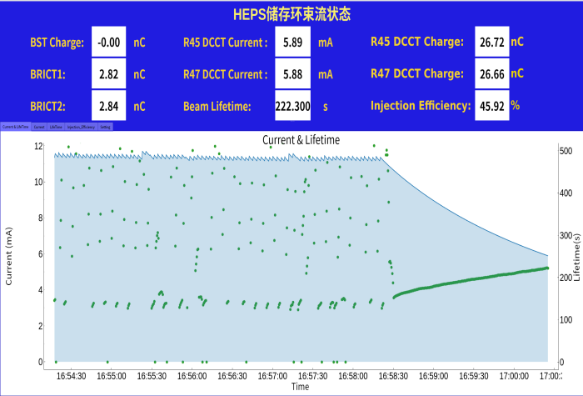 HEPS储存环束流状态
BST Charge: -0.00 nC R45 DCCT Current : 5.89 mA R45 DCCT Charge: 26.72 nC
BRICT1: 2.82 nC R47 DCCT Current : 5.88 mA R47 DCCT Charge: 26.66 nC
BRICT2: 2.84 nC Beam Lifetime: 222.300 s Injection Efficiency: 45.92 %
Current & Lifetime
12 500
10 400
8 300
6 200
4 100
2 0
0
Current (mA)
Lifetime(s)
16:54:30 16:55:00 16:55:30 16:56:00 16:56:30 16:57:00 16:57:30 16:58:00 16:58:30 16:59:00 16:59:30 17:00:00 17:00:
Time